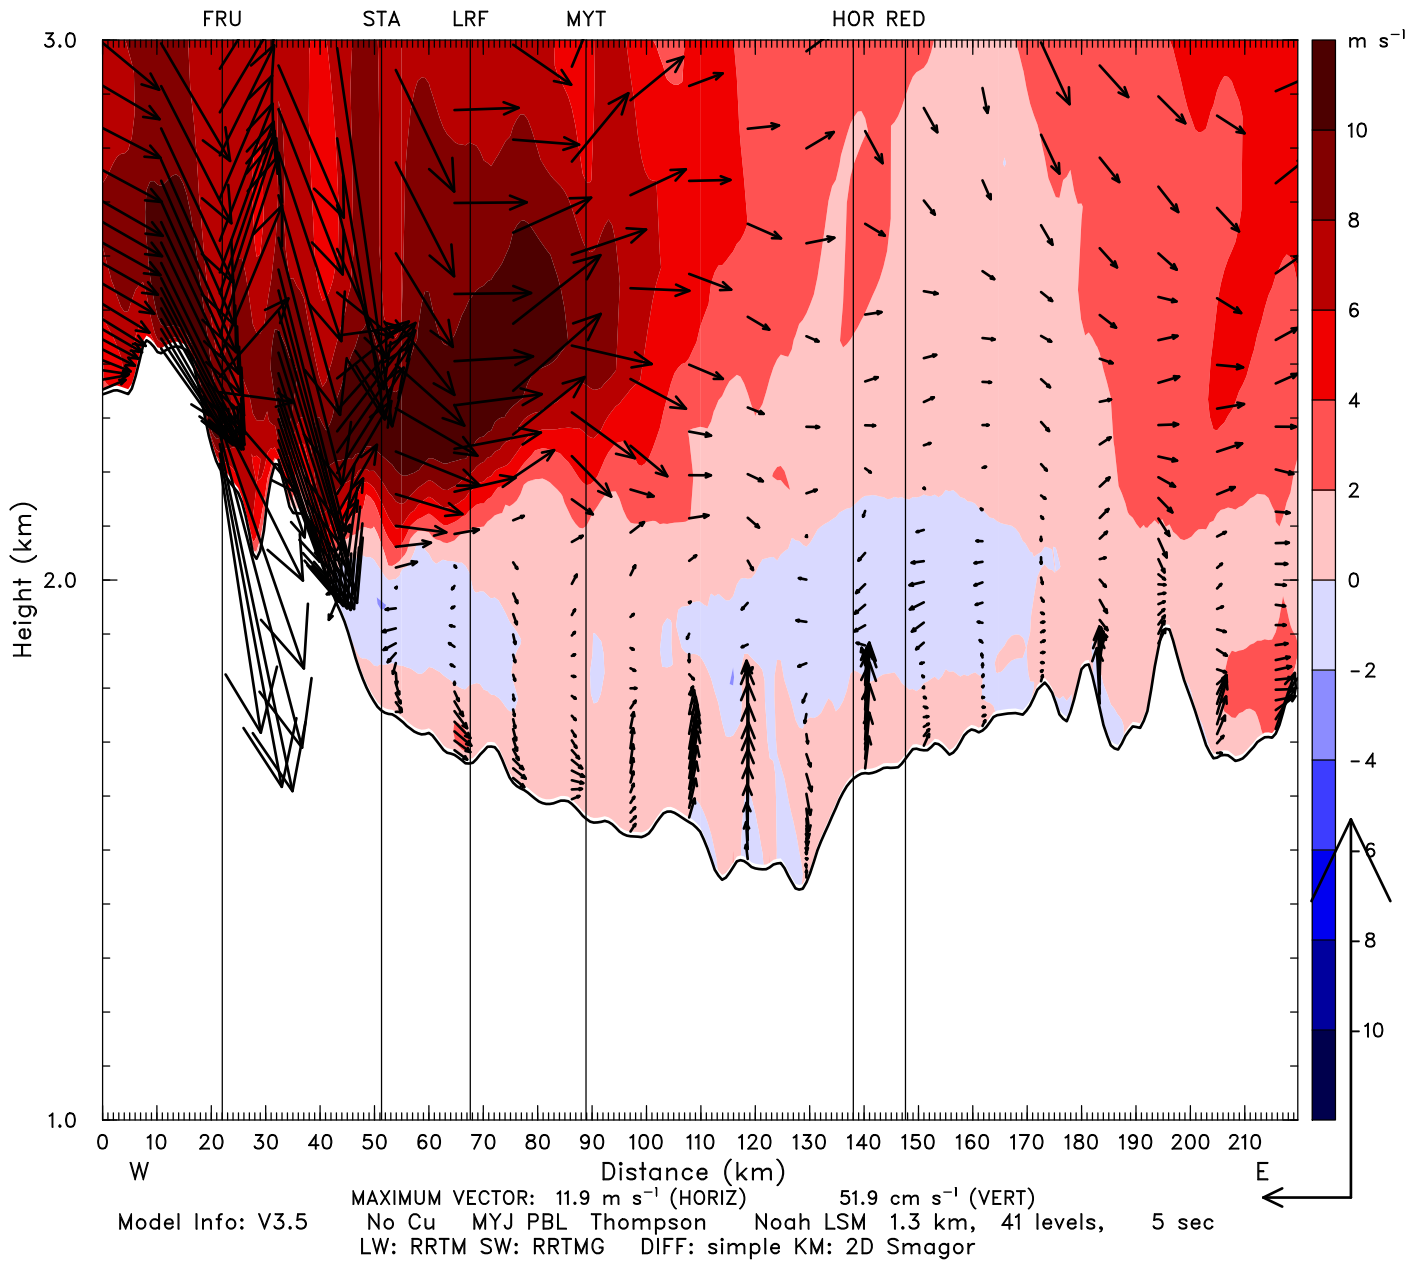 FRU STA LRF MYT HOR RED
3.0
m s⁻¹
10
8
6
4
2
2.0
0
Height (km)
-2
-4
-6
-8
-10
1.0
0 10 20 30 40 50 60 70 80 90 100 110 120 130 140 150 160 170 180 190 200 210
W Distance (km) E
MAXIMUM VECTOR: 11.9 m s⁻¹ (HORIZ) 51.9 cm s⁻¹ (VERT)
Model Info: V3.5 No Cu MYJ PBL Thompson Noah LSM 1.3 km, 41 levels, 5 sec
LW: RRTM SW: RRTMG DIFF: simple KM: 2D Smagor